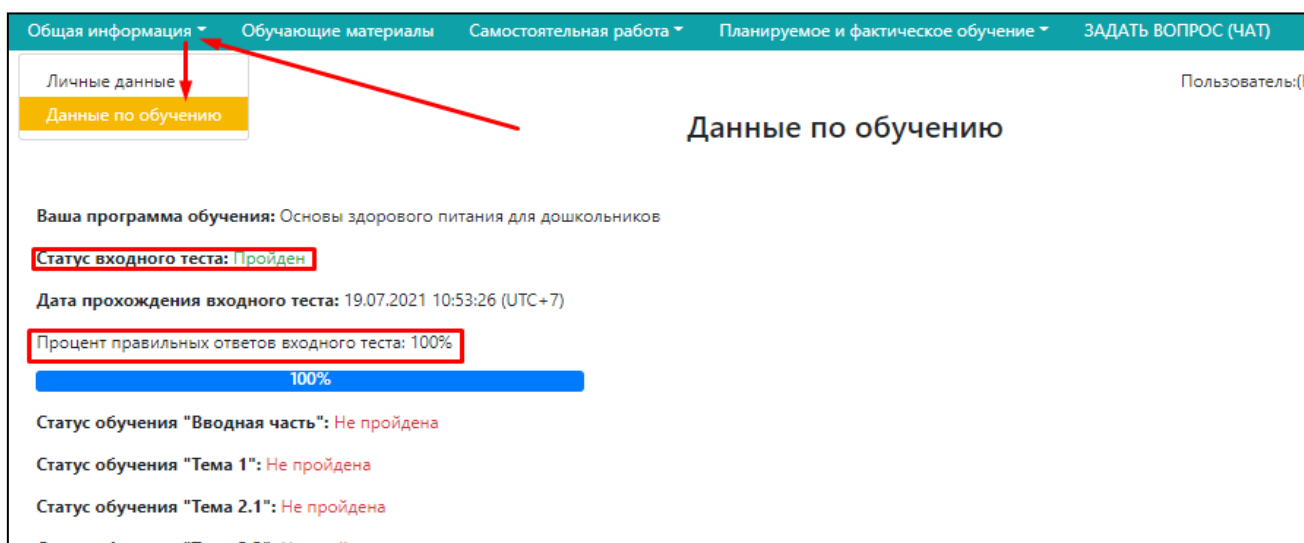 Общая информация Обучающие материалы Самостоятельная работа Планируемое и фактическое обучение ЗАДАТЬ ВОПРОС (ЧАТ)
Личные данные
Пользователь:(
Данные по обучению
Данные по обучению
Ваша программа обучения: Основы здорового питания для дошкольников
Статус входного теста: Пройден
Дата прохождения входного теста: 19.07.2021 10:53:26 (UTC+7)
Процент правильных ответов входного теста: 100%
100%
Статус обучения "Вводная часть": Не пройдена
Статус обучения "Тема 1": Не пройдена
Статус обучения "Тема 2.1": Не пройдена